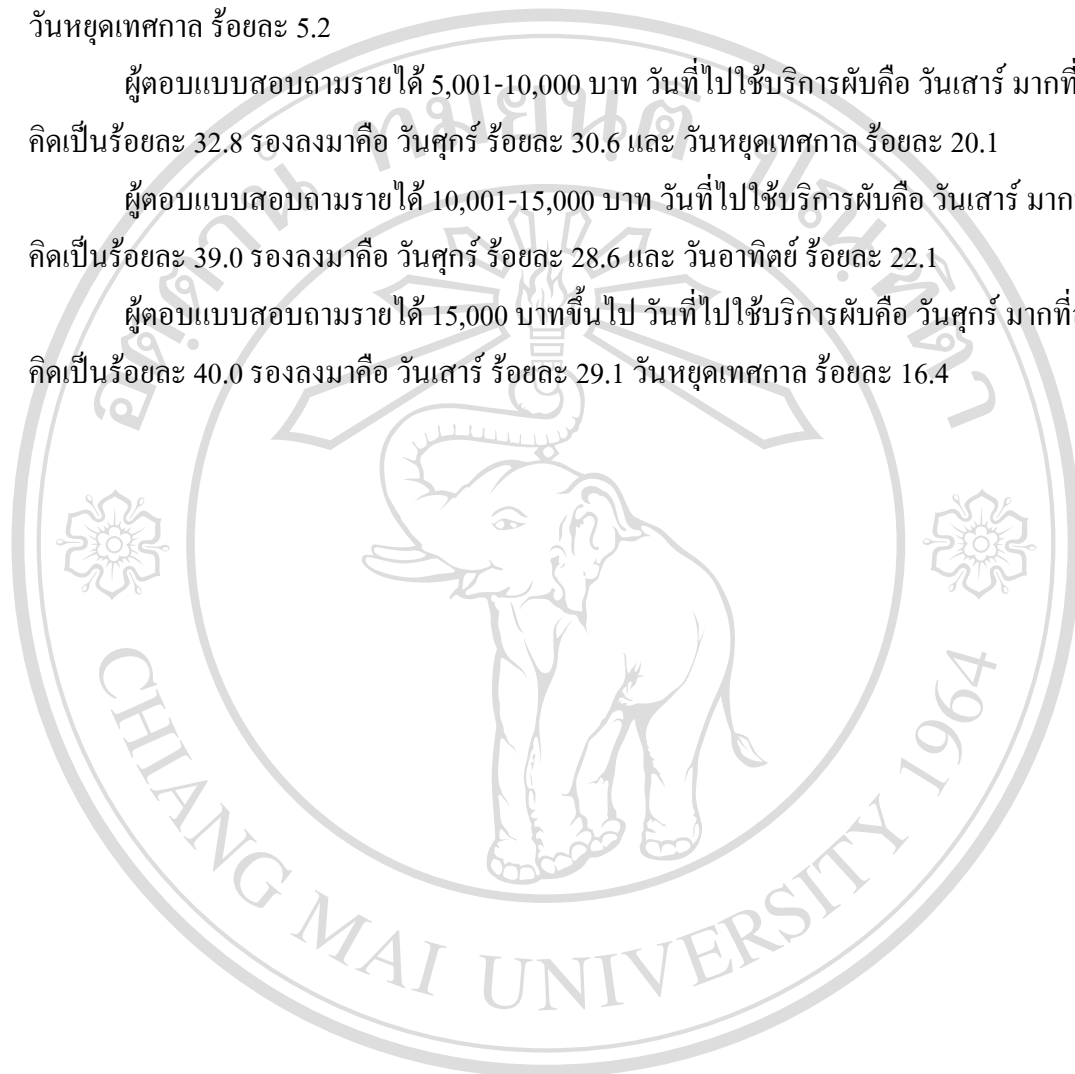 วันหยุดเทศกาล ร้อยละ 5.2
ผู้ตอบแบบสอบถามรายได้ 5,001-10,000 บาท วันที่ไปใช้บริการผับคือ วันเสาร์ มากที่
คิดเป็นร้อยละ 32.8 รองลงมาคือ วันศุกร์ ร้อยละ 30.6 และ วันหยุดเทศกาล ร้อยละ 20.1
ผู้ตอบแบบสอบถามรายได้ 10,001-15,000 บาท วันที่ไปใช้บริการผับคือ วันเสาร์ มาก
คิดเป็นร้อยละ 39.0 รองลงมาคือ วันศุกร์ ร้อยละ 28.6 และ วันอาทิตย์ ร้อยละ 22.1
ผู้ตอบแบบสอบถามรายได้ 15,000 บาทขึ้นไป วันที่ไปใช้บริการผับคือ วันศุกร์ มากที่
คิดเป็นร้อยละ 40.0 รองลงมาคือ วันเสาร์ ร้อยละ 29.1 วันหยุดเทศกาล ร้อยละ 16.4
อตฺตานํ ทมยนฺติ ปณฺฑิตา
CHIANG MAI UNIVERSITY 1964